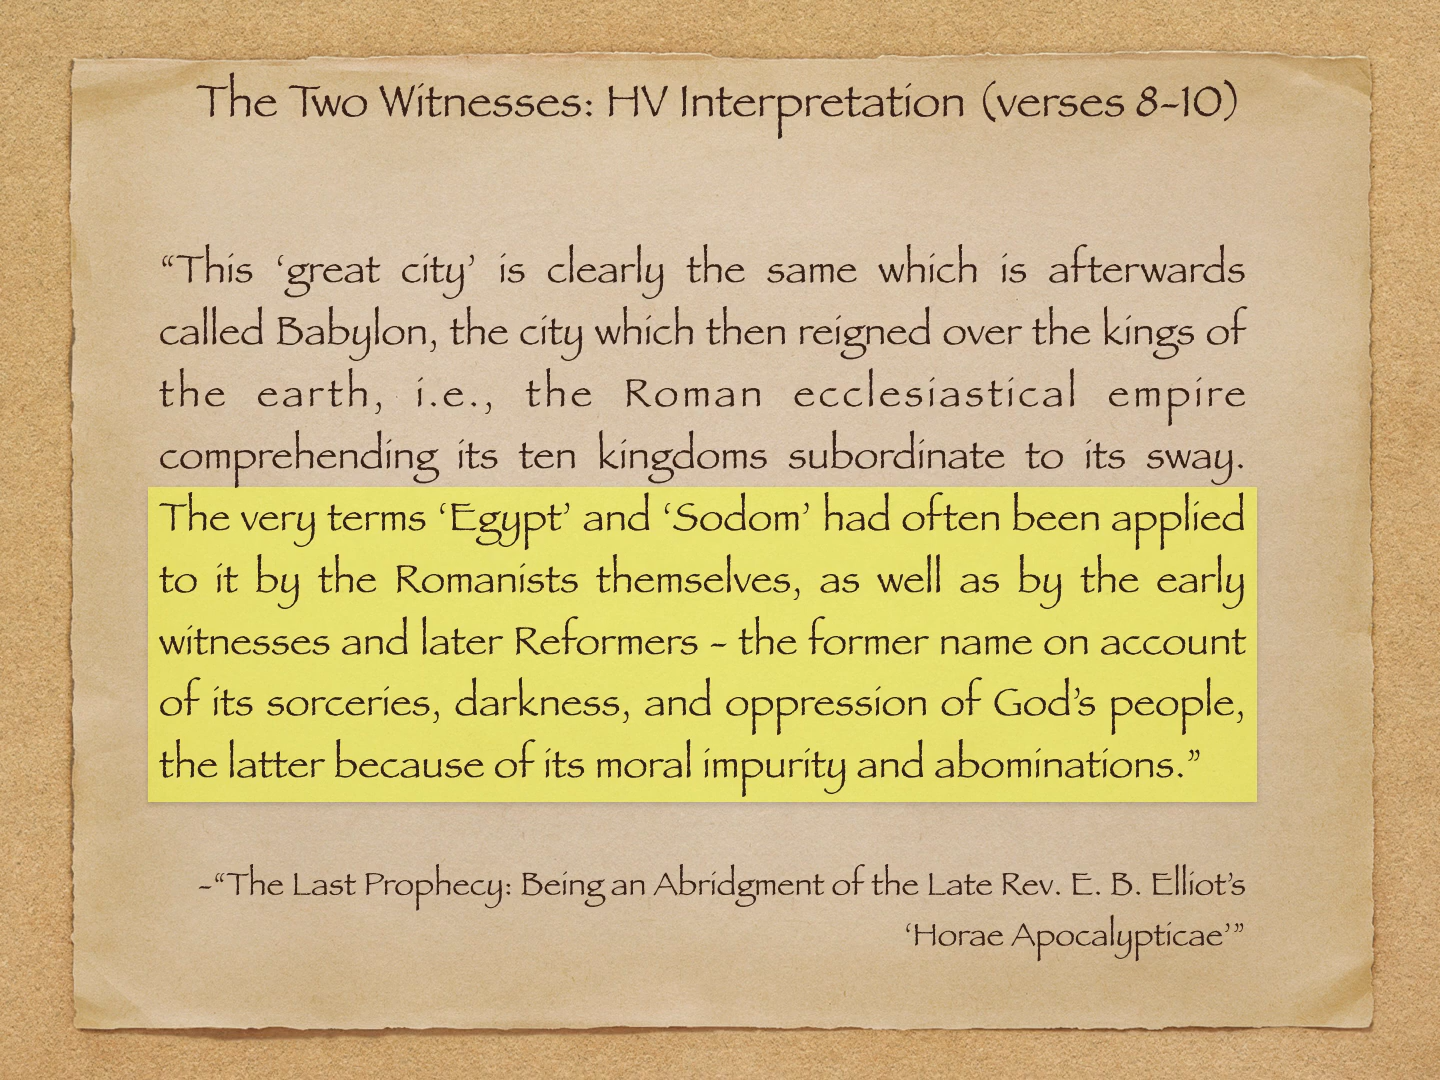 The Two Witnesses: HV Interpretation (verses 8-10)
“This ‘great city’ is clearly the same which is afterwards
called Babylon, the city which then reigned over the kings of
the earth, i.e., the Roman ecclesiastical empire
comprehending its ten kingdoms subordinate to its sway.
The very terms ‘Egypt’ and ‘Sodom’ had often been applied
to it by the Romanists themselves, as well as by the early
witnesses and later Reformers - the former name on account
of its sorceries, darkness, and oppression of God’s people,
the latter because of its moral impurity and abominations.”
-“The Last Prophecy: Being an Abridgment of the Late Rev. E. B. Elliot’s
‘Horae Apocalypticae’”